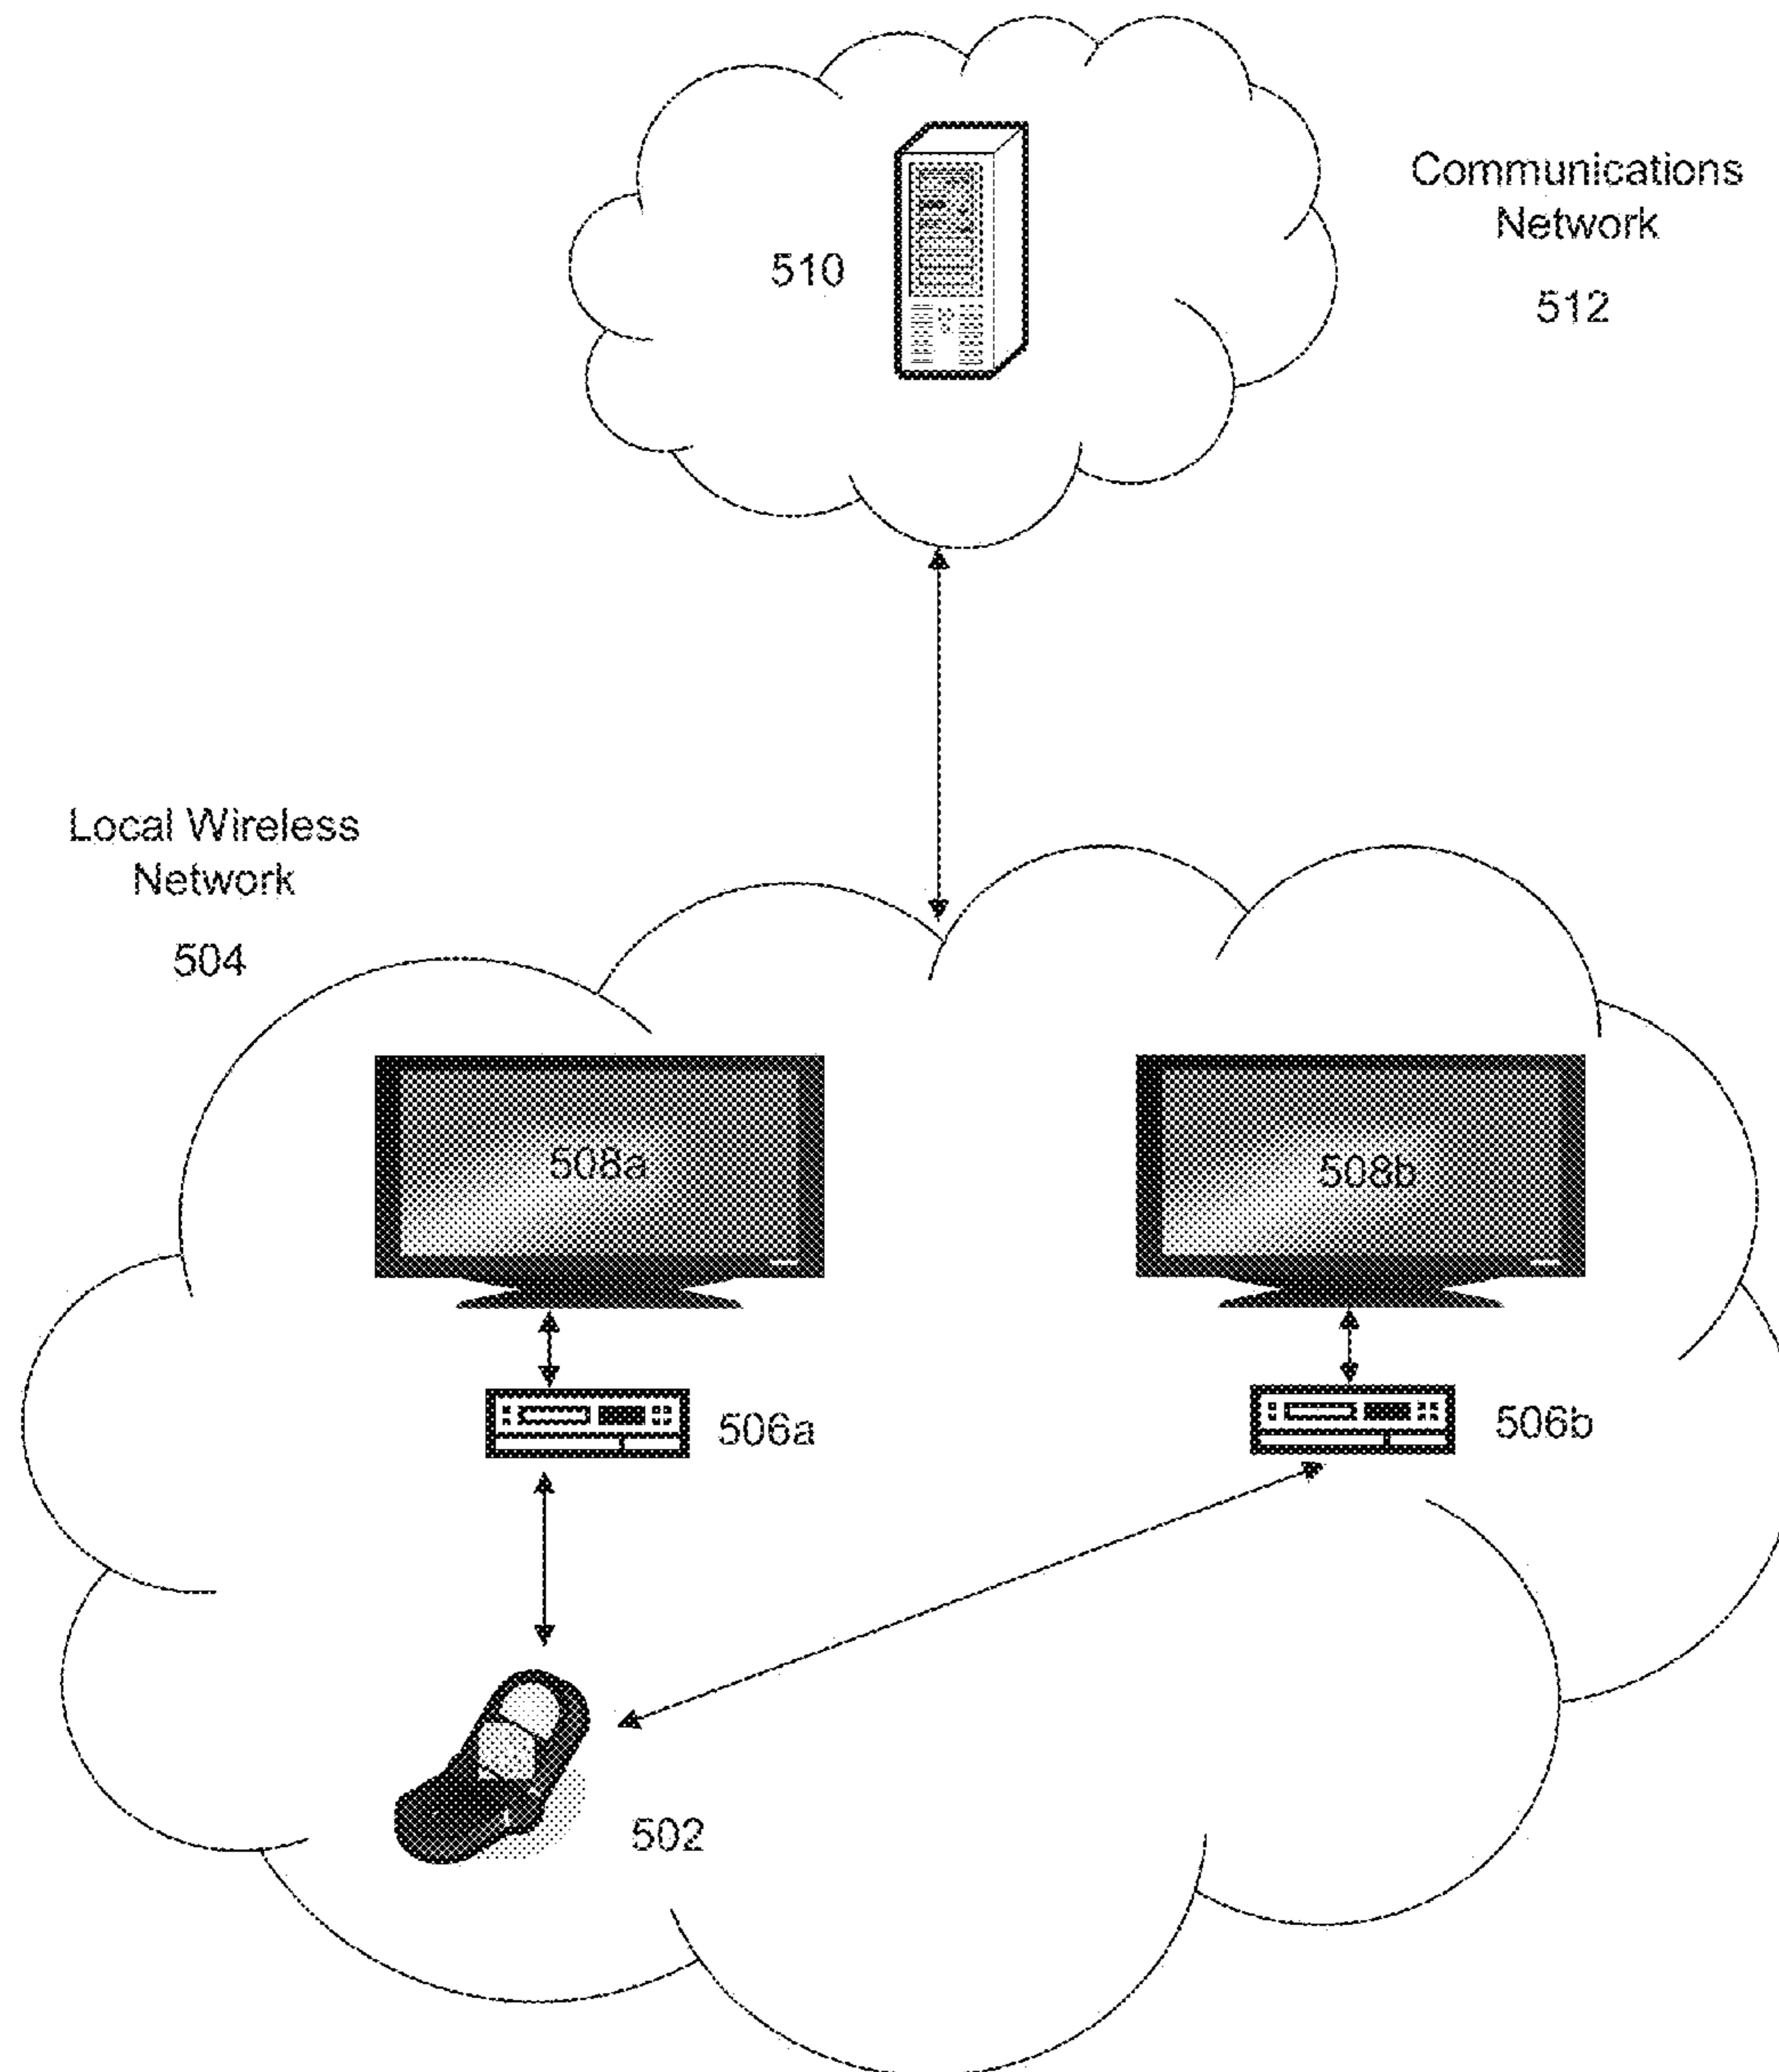 Communications
Network
510
512
Local Wireless
Network
504
508a
508b
506a
506b
502